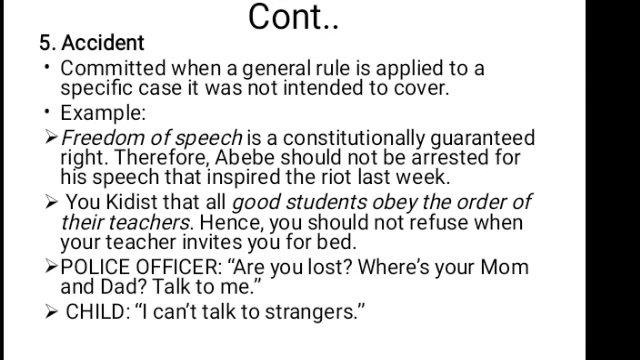 Cont..
5. Accident
• Committed when a general rule is applied to a
specific case it was not intended to cover.
• Example:
➢Freedom of speech is a constitutionally guaranteed
right. Therefore, Abebe should not be arrested for
his speech that inspired the riot last week.
➢ You Kidist that all good students obey the order of
their teachers. Hence, you should not refuse when
your teacher invites you for bed.
➢POLICE OFFICER: “Are you lost? Where’s your Mom
and Dad? Talk to me.”
➢ CHILD: “I can’t talk to strangers.”